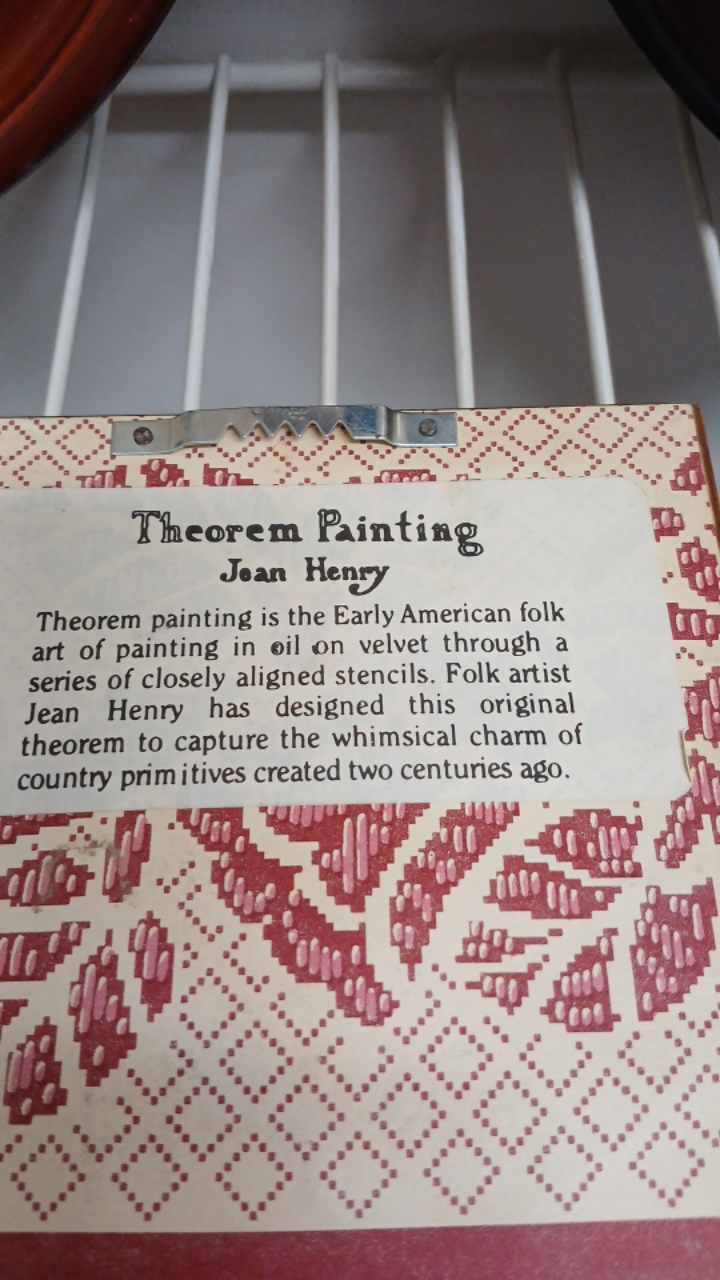 Theorem Painting
Jean Henry
Theorem painting is the Early American folk
art of painting in oil on velvet through a
series of closely aligned stencils. Folk artist
Jean Henry has designed this original
theorem to capture the whimsical charm of
country primitives created two centuries ago.